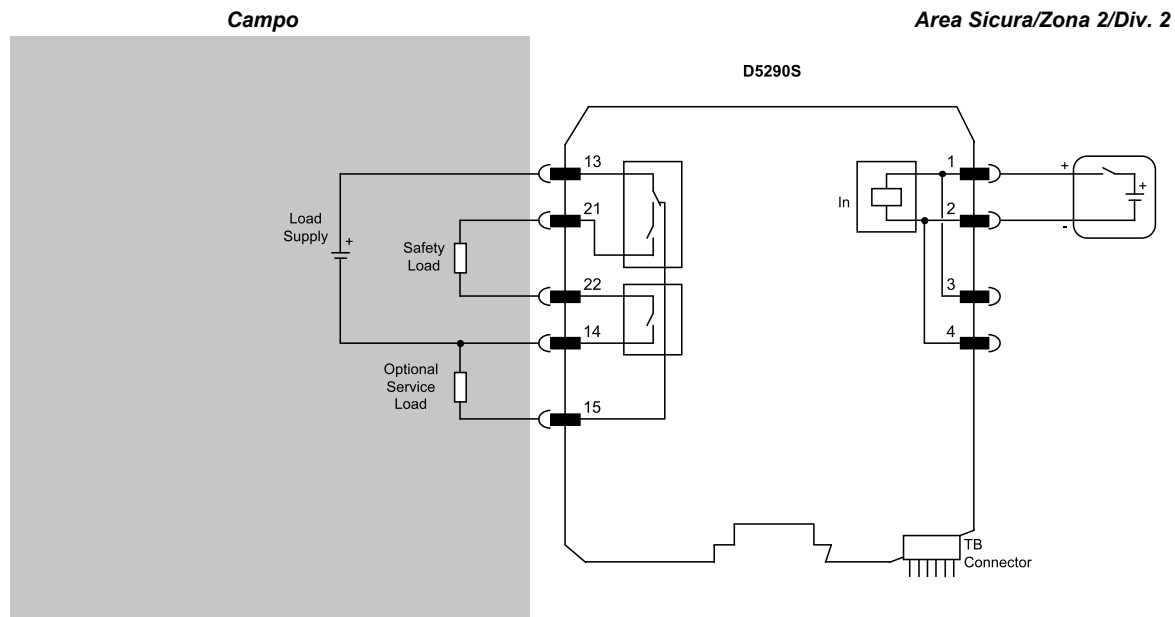 Campo
Area Sicura/Zona 2/Div. 2
D5290S
13
21
22
14
15
Load
Supply
+
Safety
Load
Optional
Service
Load
In
1
2
3
4
+
-
+
TB
Connector